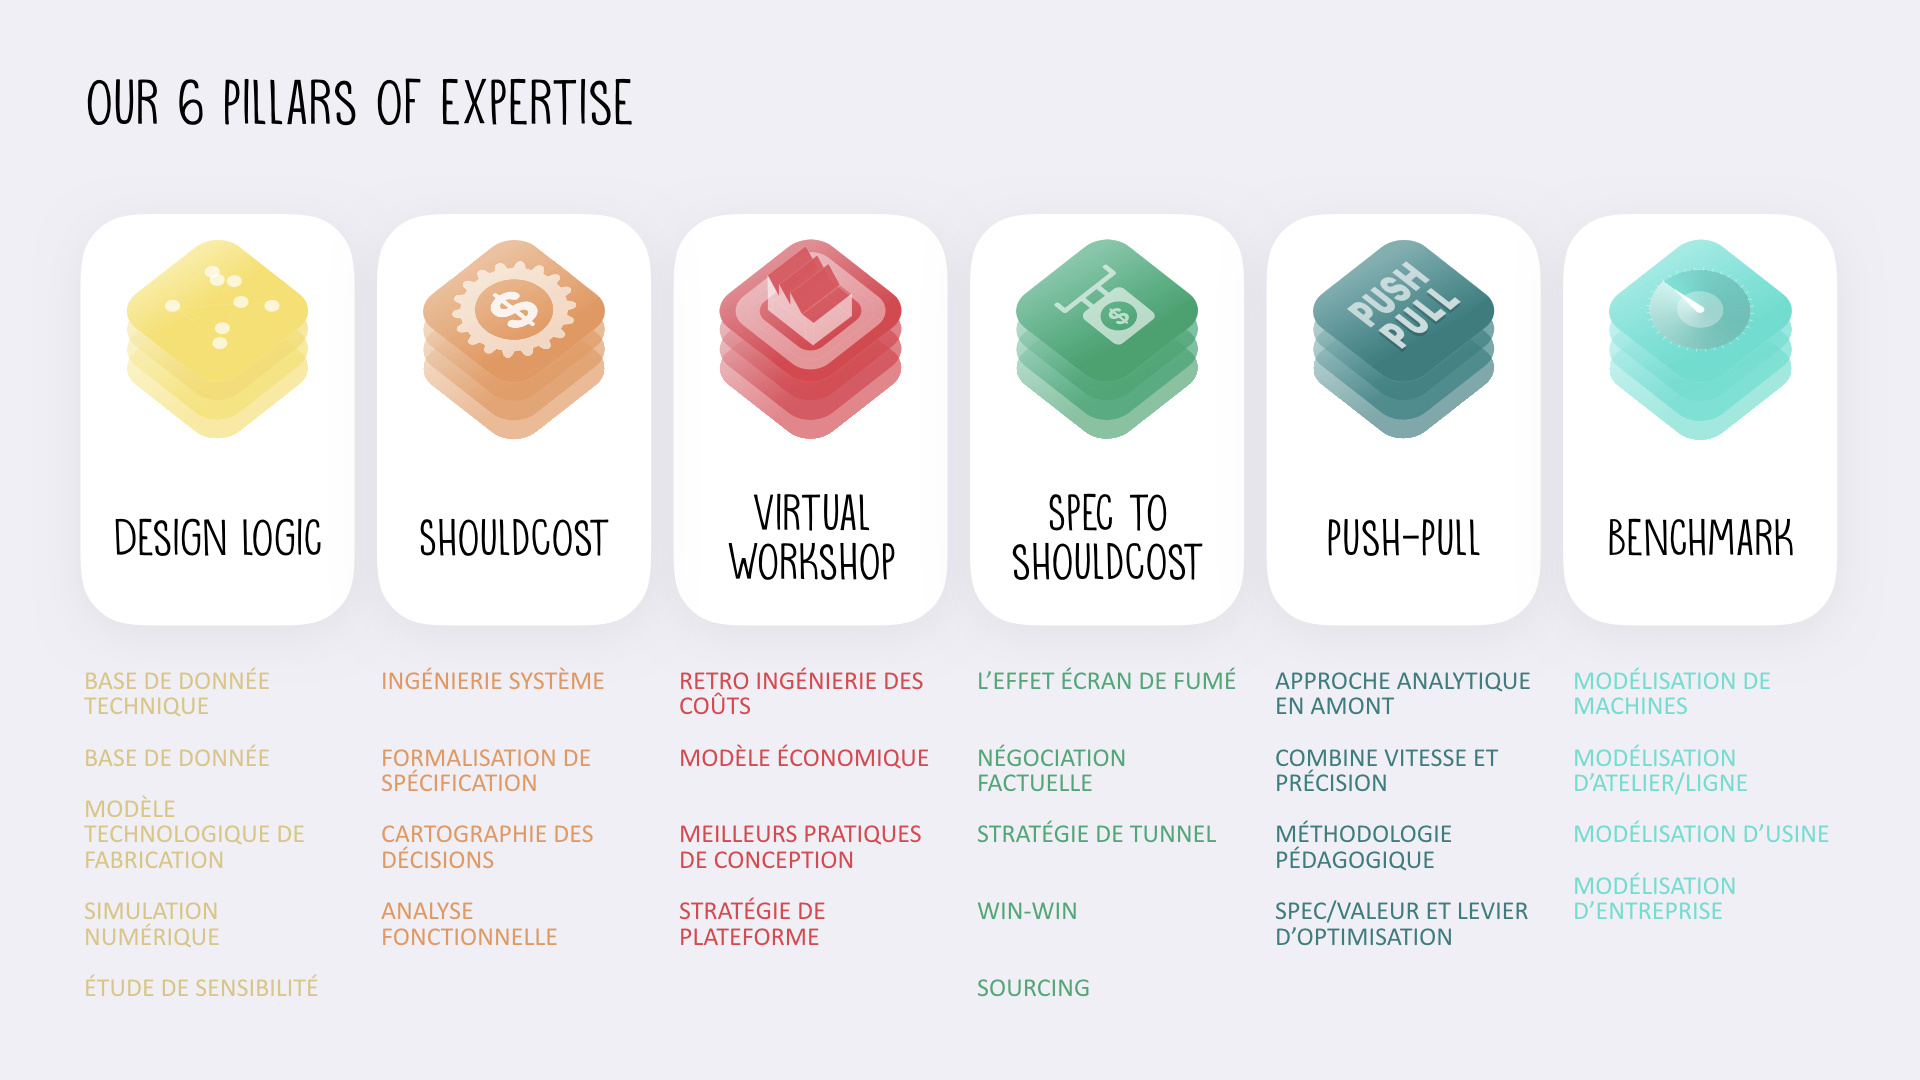 OUR 6 PILLARS OF EXPERTISE
$
$
PUSH
PULL
DESIGN LOGIC
SHOULDCOST
VIRTUAL
WORKSHOP
SPEC TO
SHOULDCOST
PUSH-PULL
BENCHMARK
BASE DE DONNÉE
TECHNIQUE
BASE DE DONNÉE
MODÈLE
TECHNOLOGIQUE DE
FABRICATION
SIMULATION
NUMÉRIQUE
ÉTUDE DE SENSIBILITÉ
INGÉNIERIE SYSTÈME
FORMALISATION DE
SPÉCIFICATION
CARTOGRAPHIE DES
DÉCISIONS
ANALYSE
FONCTIONNELLE
RETRO INGÉNIERIE DES
COÛTS
MODÈLE ÉCONOMIQUE
MEILLEURS PRATIQUES
DE CONCEPTION
STRATÉGIE DE
PLATEFORME
L’EFFET ÉCRAN DE FUMÉ
NÉGOCIATION
FACTUELLE
STRATÉGIE DE TUNNEL
WIN-WIN
SOURCING
APPROCHE ANALYTIQUE
EN AMONT
COMBINE VITESSE ET
PRÉCISION
MÉTHODOLOGIE
PÉDAGOGIQUE
SPEC/VALEUR ET LEVIER
D’OPTIMISATION
MODÉLISATION DE
MACHINES
MODÉLISATION
D’ATELIER/LIGNE
MODÉLISATION D’USINE
MODÉLISATION
D’ENTREPRISE